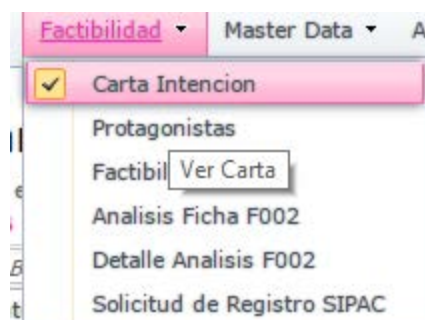 Factibilidad Master Data A
Carta Intencion
Protagonistas
Factibil Ver Carta
Analisis Ficha F002
Detalle Analisis F002
Solicitud de Registro SIPAC